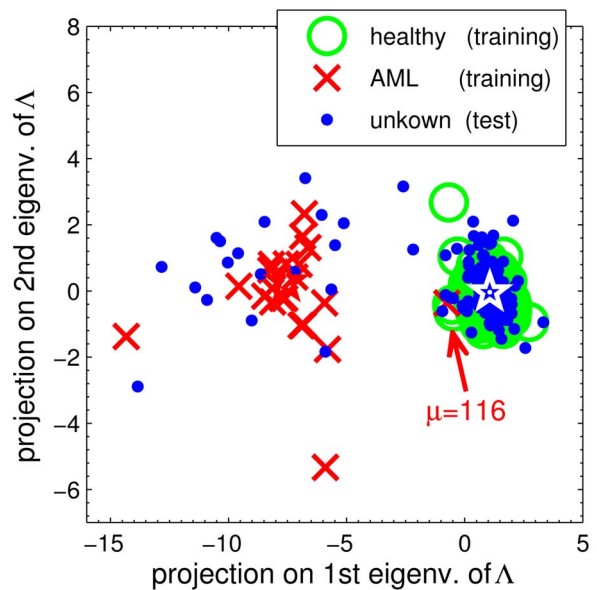 healthy (training)
AML (training)
unkown (test)
8
6
4
2
0
−2
−4
−6
projection on 2nd eigenv. of Λ
μ=116
−15 −10 −5 0 5
projection on 1st eigenv. of Λ